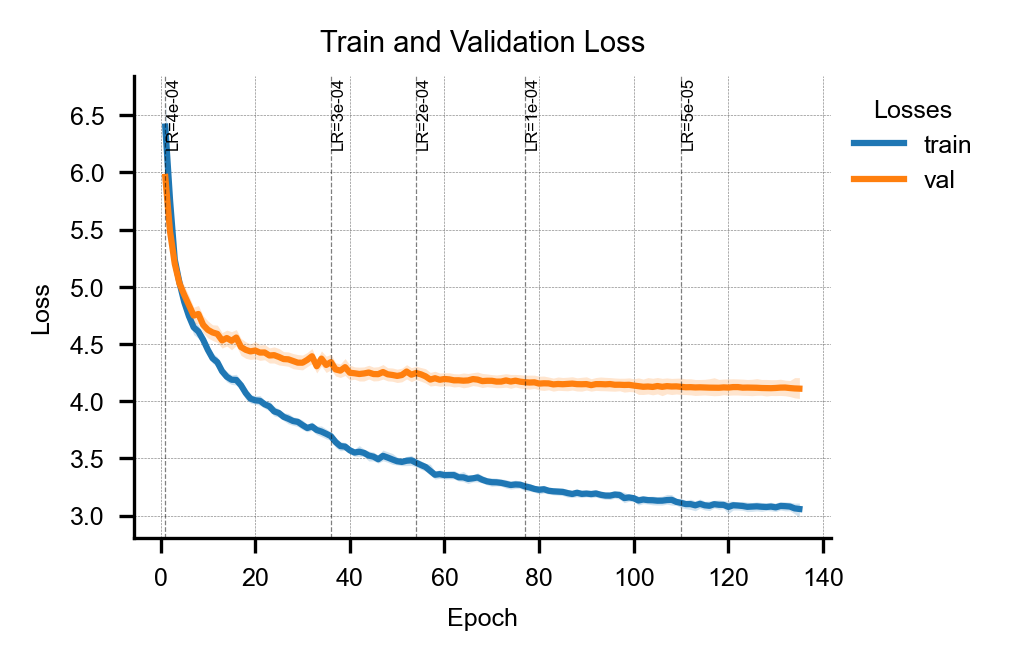 Train and Validation Loss
LR=4e-04
LR=3e-04
LR=2e-04
LR=1e-04
LR=5e-05
Losses
train
val
Loss
6.5
6.0
5.5
5.0
4.5
4.0
3.5
3.0
0 20 40 60 80 100 120 140
Epoch